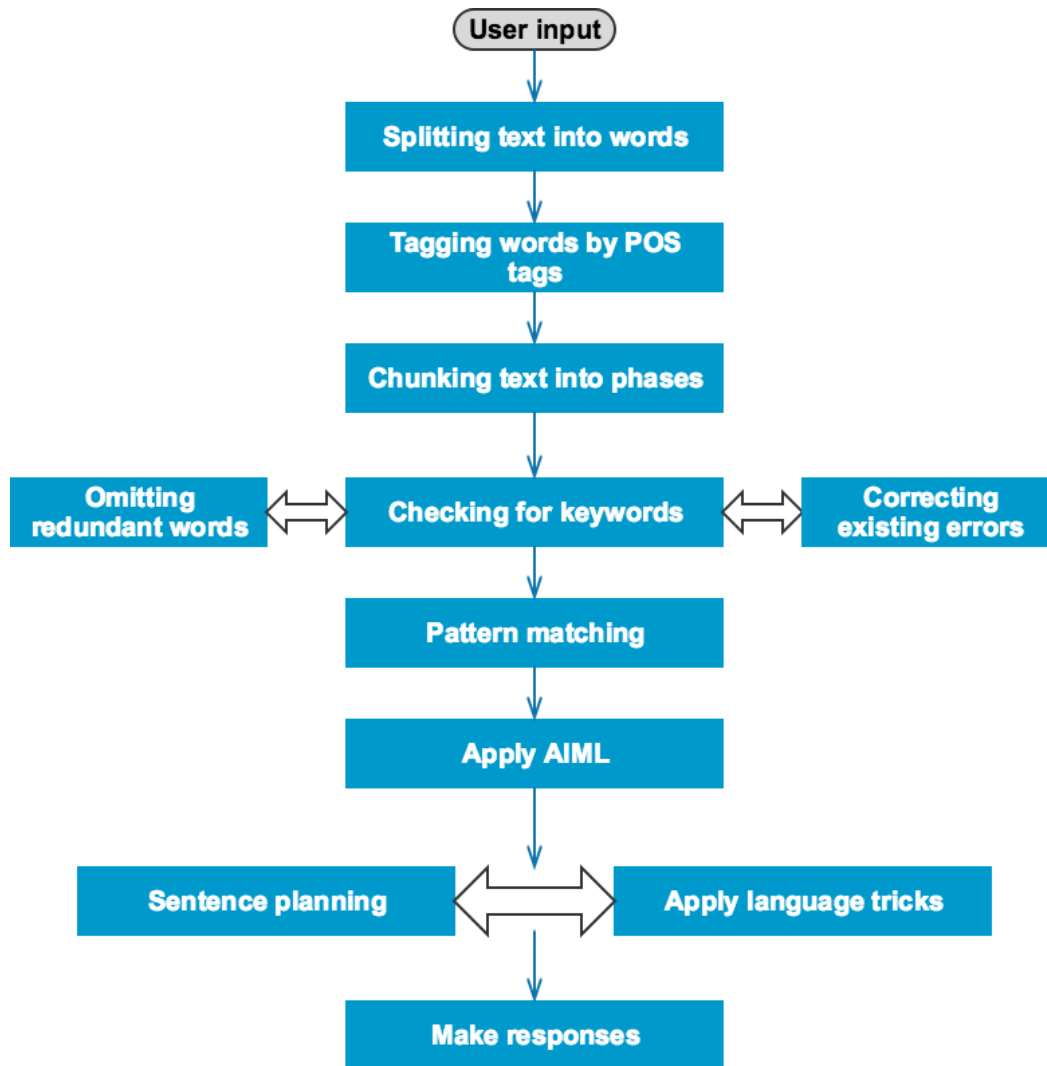 User input
Splitting text into words
Tagging words by POS
tags
Chunking text into phases
Omitting
redundant words
Checking for keywords
Correcting
existing errors
Pattern matching
Apply AIML
Sentence planning
Apply language tricks
Make responses